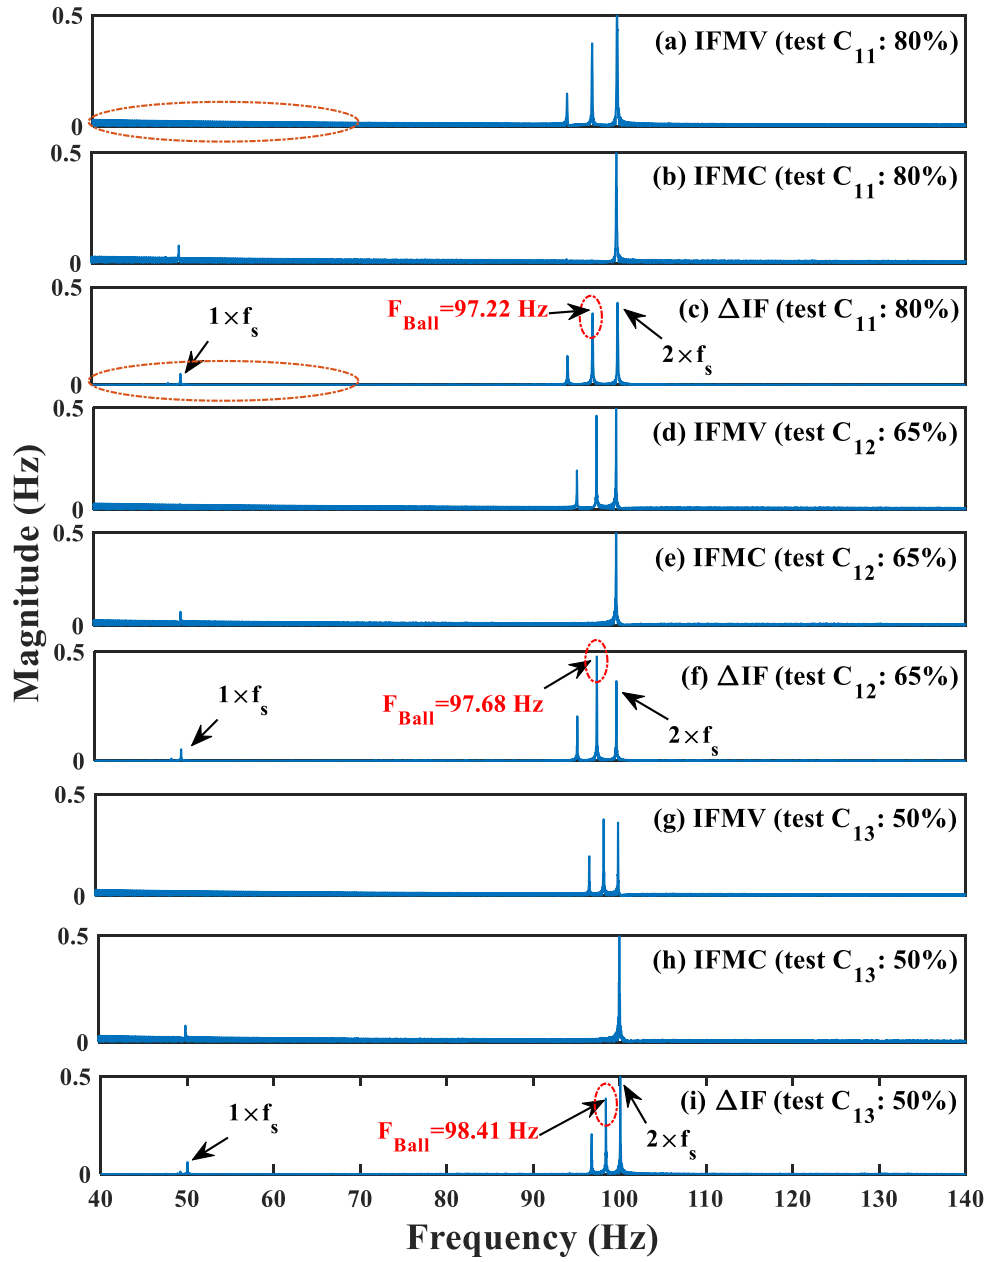 Magnitude (Hz)
0.5
(a) IFMV (test C11: 80%)
0
0.5
(b) IFMC (test C11: 80%)
0
0.5
(c) △IF (test C11: 80%)
FBall=97.22 Hz
1×fs
2×fs
0
0.5
(d) IFMV (test C12: 65%)
0
0.5
(e) IFMC (test C12: 65%)
0
0.5
(f) △IF (test C12: 65%)
1×fs
FBall=97.68 Hz
2×fs
0
0.5
(g) IFMV (test C13: 50%)
0
0.5
(h) IFMC (test C13: 50%)
0
0.5
(i) △IF (test C13: 50%)
1×fs
FBall=98.41 Hz
2×fs
0
40 50 60 70 80 90 100 110 120 130 140
Frequency (Hz)